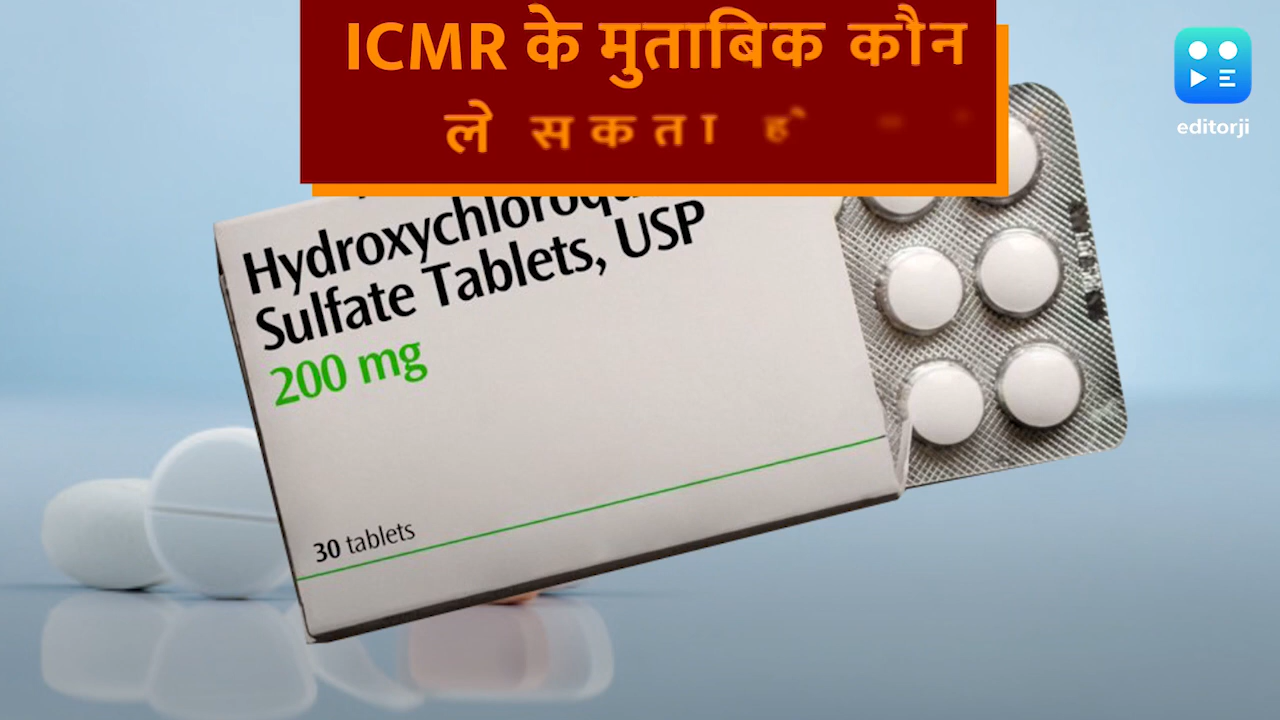 ICMR के मुताबिक कौन
ले सकता
editorji
Sulfate Tablets, USP
200 mg
30 tablets